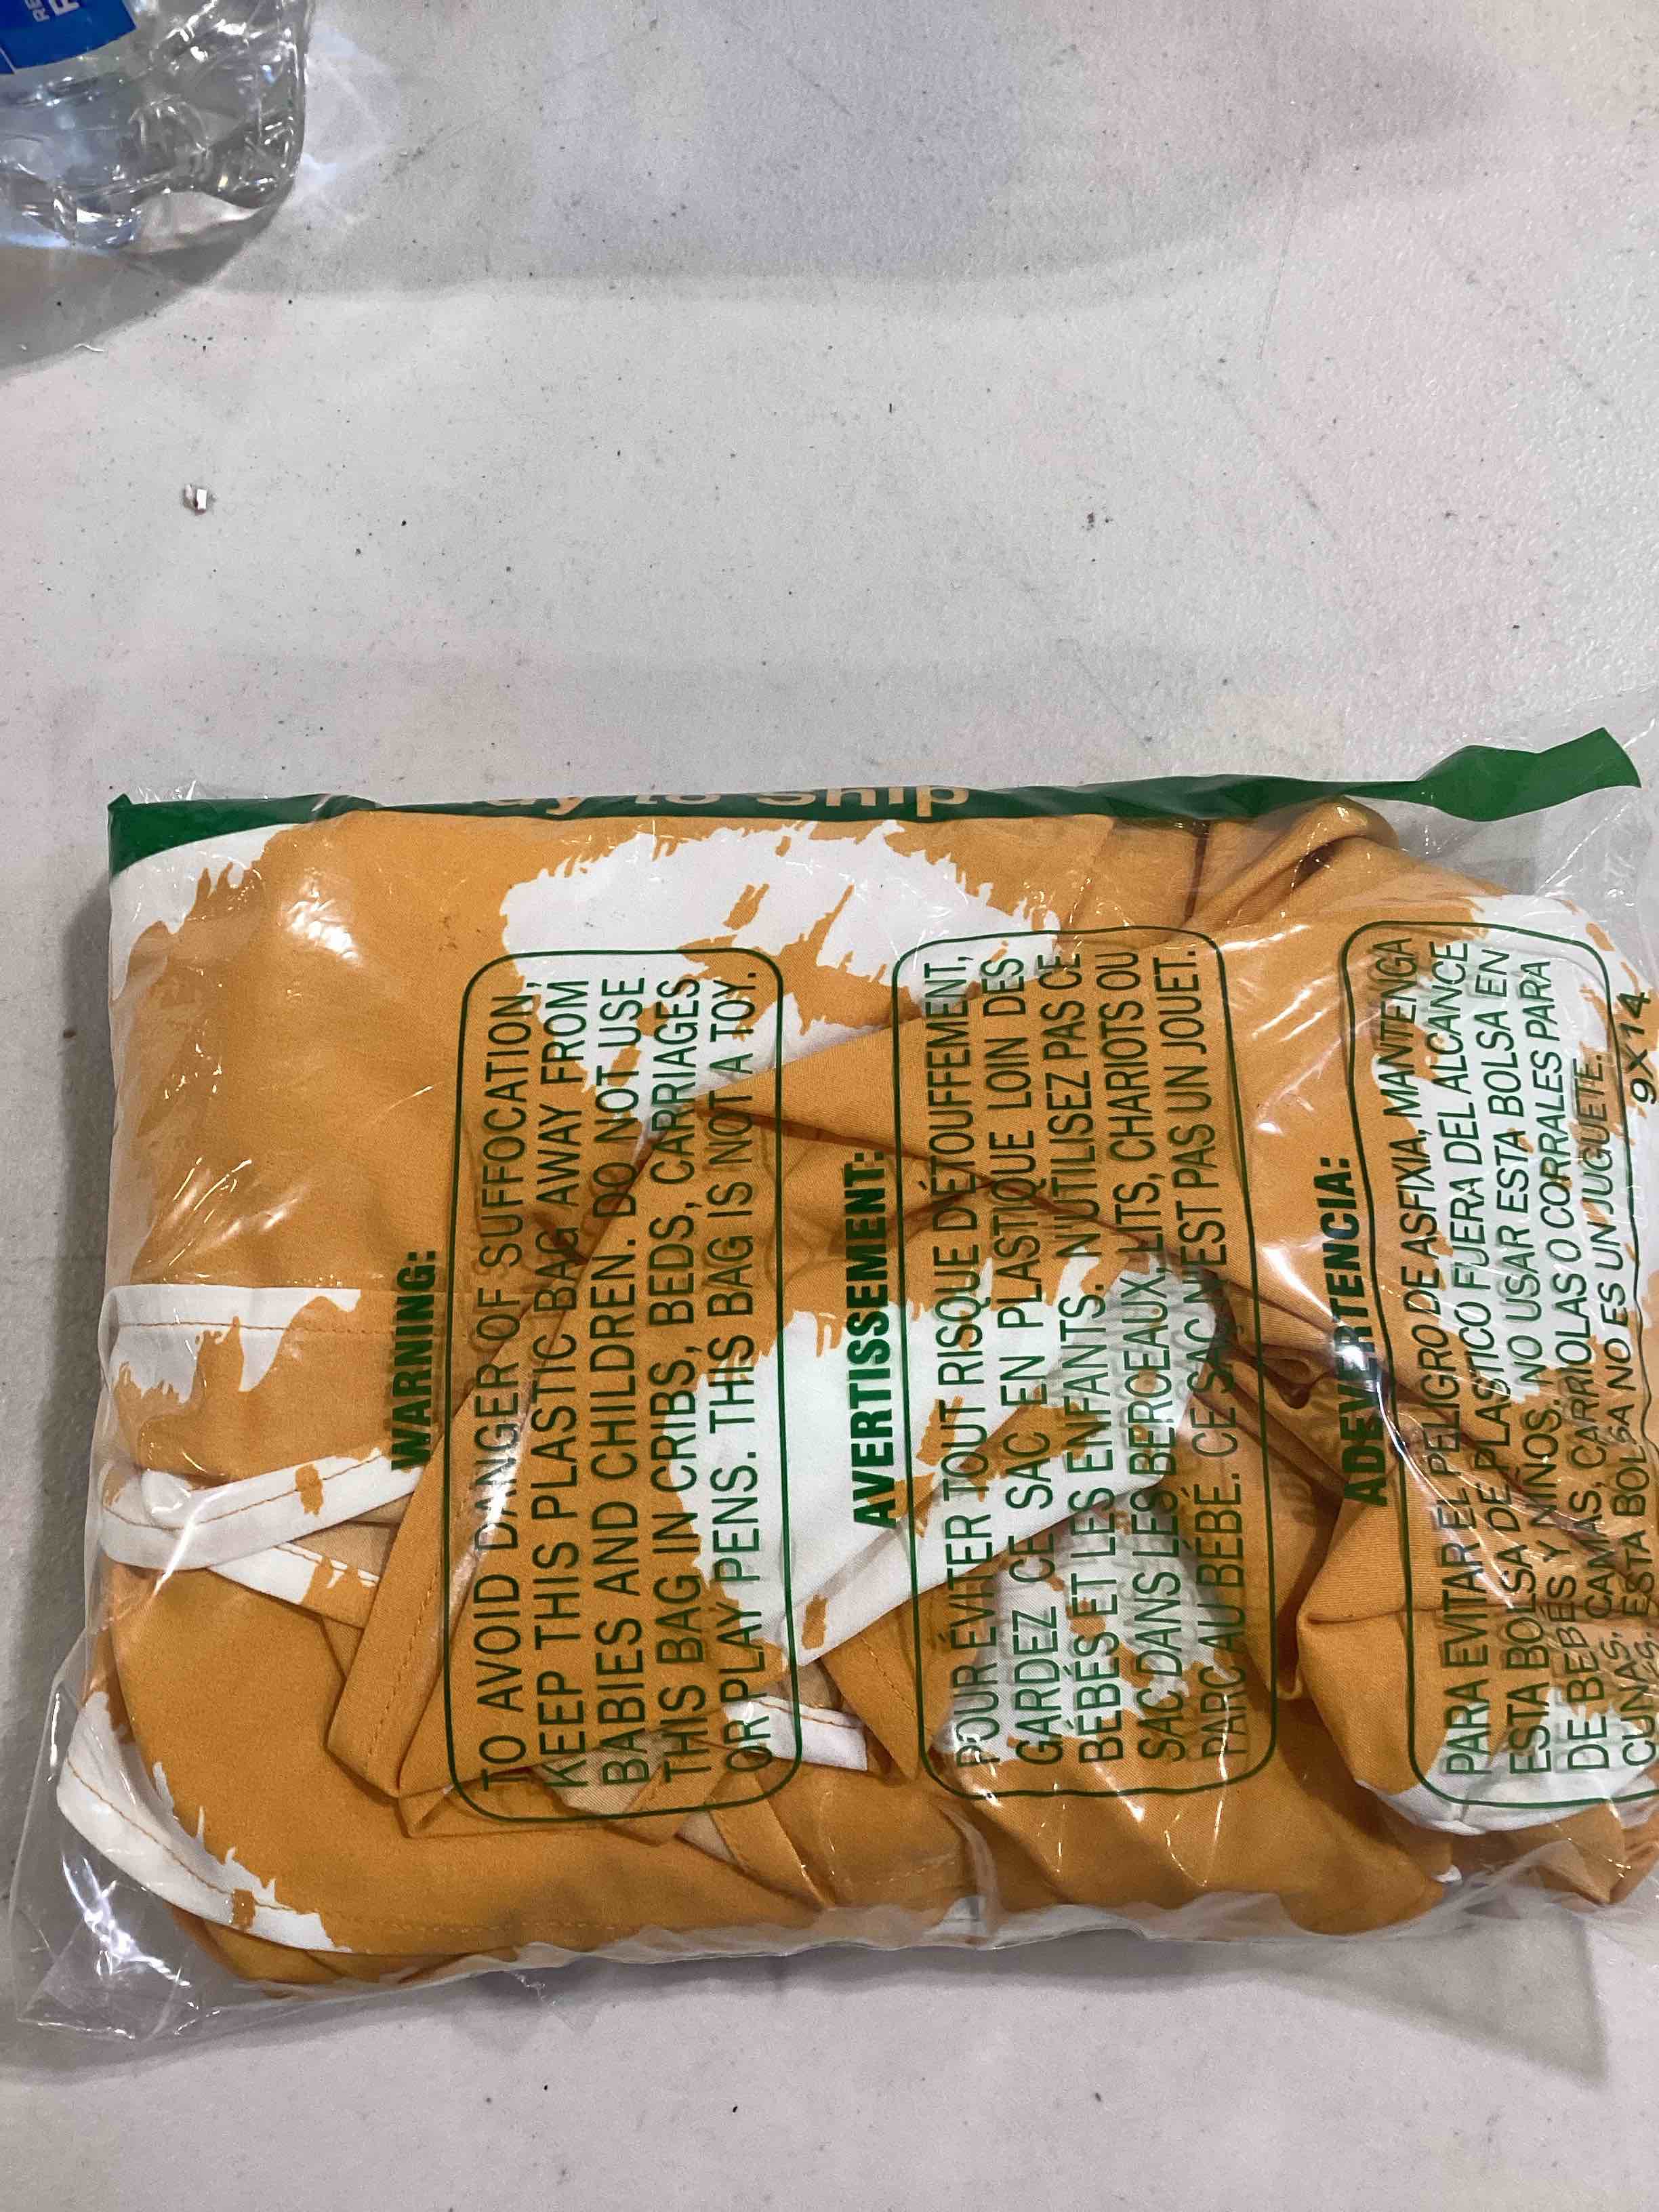 to Ship
WARNING:
TO AVOID DANGER OF SUFFOCATION,
KEEP THIS PLASTIC BAG AWAY FROM
BABIES AND CHILDREN. DO NOT USE
THIS BAG IN CRIBS, BEDS, CARRIAGES
OR PLAY PENS. THIS BAG IS NOT A TOY.
AVERTISSEMENT:
POUR ÉVITER TOUT RISQUE D'ÉTOUFFEMENT,
GARDEZ CE SAC EN PLASTIQUE LOIN DES
BÉBÉS ET LES ENFANTS. N'UTILISEZ PAS CE
SAC DANS LES BERCEAUX, LITS, CHARIOTS OU
PARC AU BÉBÉ. CE SAC N'EST PAS UN JOUET.
ADEVERTENCIA:
PARA EVITAR EL PELIGRO DE ASFIXIA, MANTENGA
ESTA BOLSA DE PLASTICO FUERA DEL ALCANCE
DE BEBÉS Y NIÑOS. NO USAR ESTA BOLSA EN
CUNAS, CAMAS, CARRIOLAS O CORRALES PARA
ESTA BOLSA NO ES UN JUGUETE.
9X14